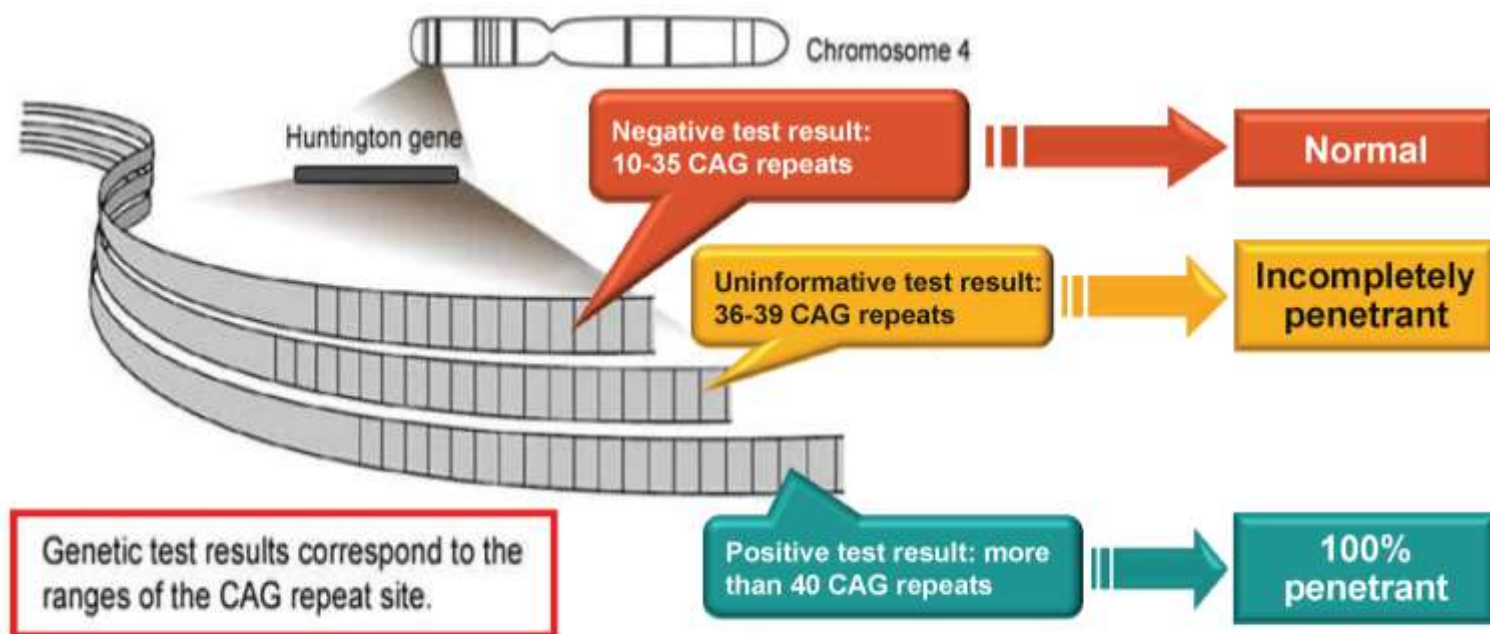 Chromosome 4
Huntington gene
Negative test result:
10-35 CAG repeats
Normal
Uninformative test result:
36-39 CAG repeats
Incompletely
penetrant
Positive test result: more
than 40 CAG repeats
100%
penetrant
Genetic test results correspond to the
ranges of the CAG repeat site.